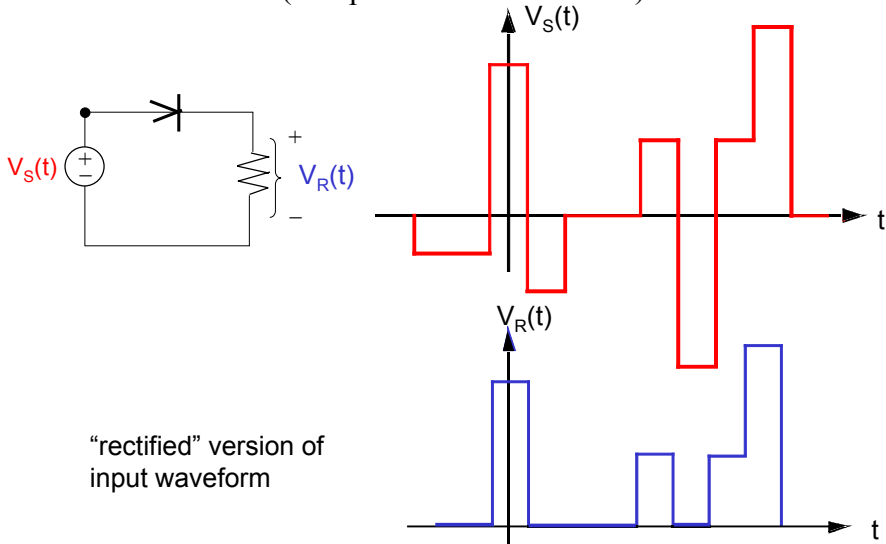 V_S(t)
V_S(t)
+
−
+
V_R(t)
−
t
V_R(t)
“rectified” version of
input waveform
t